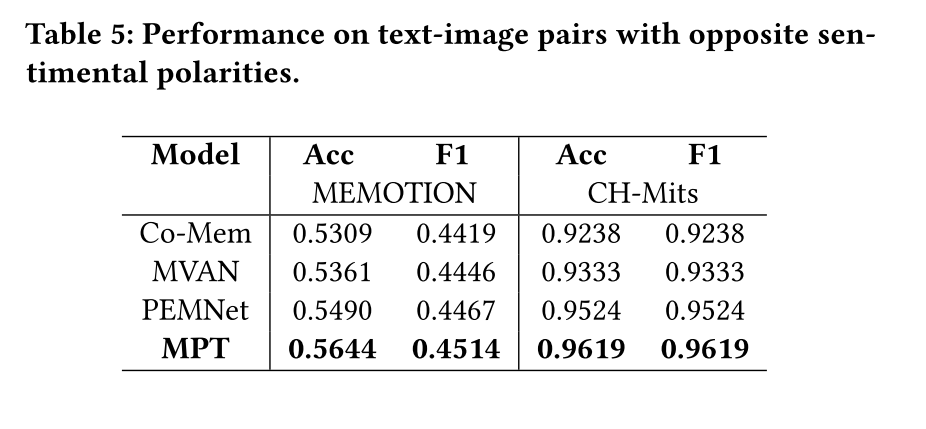 Table 5: Performance on text-image pairs with opposite sen-
timental polarities.
Model Acc F1 Acc F1
MEMOTION CH-Mits
Co-Mem 0.5309 0.4419 0.9238 0.9238
MVAN 0.5361 0.4446 0.9333 0.9333
PEMNet 0.5490 0.4467 0.9524 0.9524
MPT 0.5644 0.4514 0.9619 0.9619